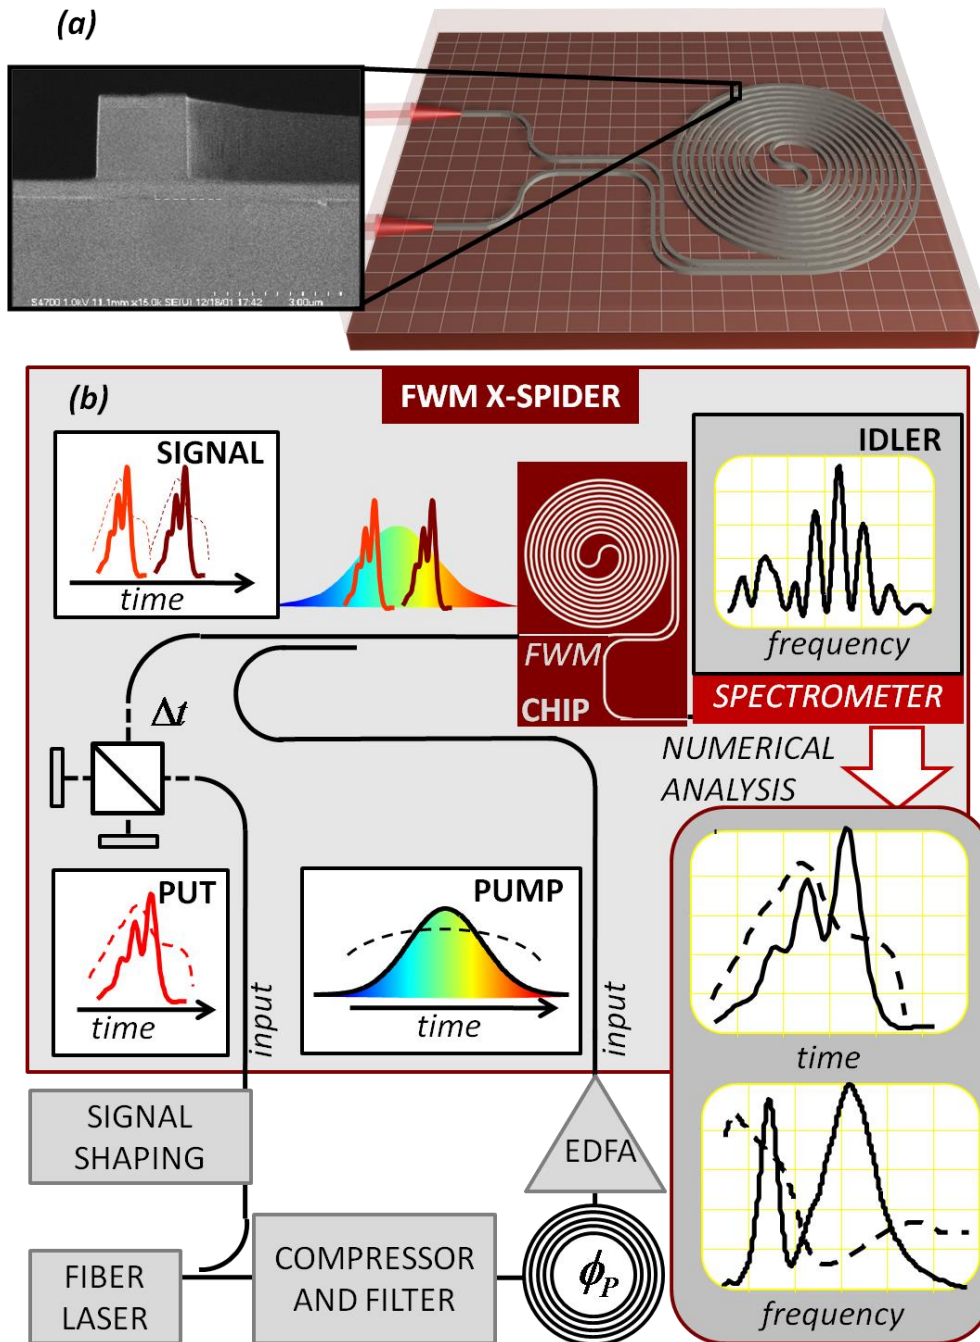 (a)
S4700 1.0kV 11.1mm x15.0k SE(U) 12/18/01 17:42 3.00um
(b)
FWM X-SPIDER
SIGNAL
time
IDLER
frequency
FWM
CHIP
SPECTROMETER
Δt
NUMERICAL
ANALYSIS
PUT
time
input
PUMP
time
input
time
SIGNAL
SHAPING
EDFA
FIBER
LASER
COMPRESSOR
AND FILTER
ϕP
frequency